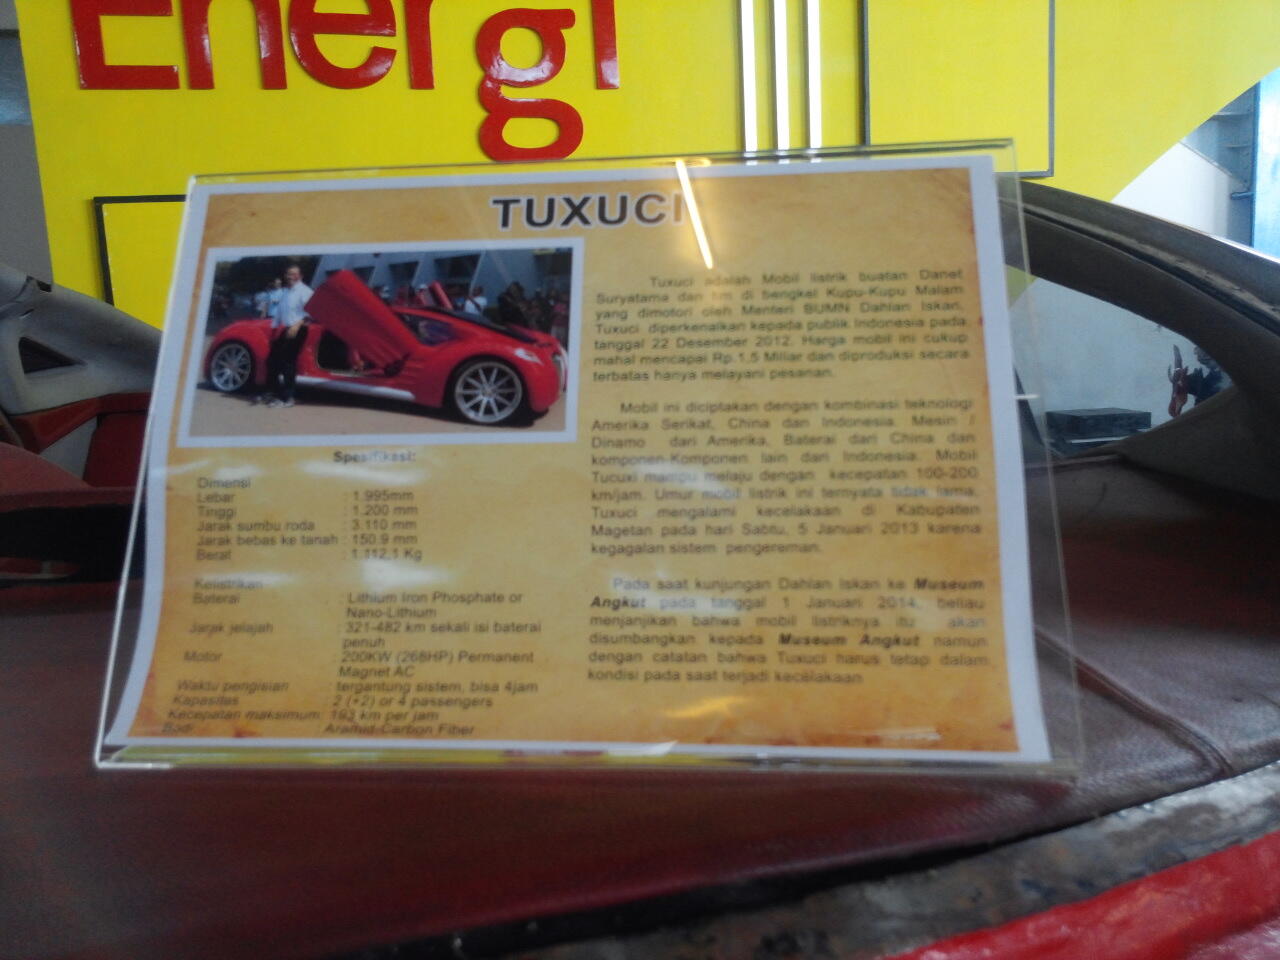 Energi
TUXUCI
Tuxuci adalah Mobil listrik buatan Danet
Suryatama dan tim di bengkel Kupu-Kupu Malam
yang dimotori oleh Menteri BUMN Dahlan Iskan,
Tuxuci diperkenalkan kepada publik Indonesia pada
tanggal 22 Desember 2012. Harga mobil ini cukup
mahal mencapai Rp.1,5 Miliar dan diproduksi secara
terbatas hanya melayani pesanan.
Mobil ini diciptakan dengan kombinasi teknologi
Amerika Serikat, China dan Indonesia. Mesin /
Dinamo dari Amerika, Baterai dari China dan
komponen-Komponen lain dari Indonesia. Mobil
Tucuxi mampu melaju dengan kecepatan 100-200
km/jam. Umur mobil listrik ini ternyata tidak lama,
Tuxuci mengalami kecelakaan di Kabupaten
Magetan pada hari Sabtu, 5 Januari 2013 karena
kegagalan sistem pengereman.
Pada saat kunjungan Dahlan Iskan ke Museum
Angkut pada tanggal 1 Januari 2014, beliau
menjanjikan bahwa mobil listriknya itu akan
disumbangkan kepada Museum Angkut namun
dengan catatan bahwa Tuxuci harus tetap dalam
kondisi pada saat terjadi kecelakaan
Spesifikasi:
Dimensi
Lebar : 1.995mm
Tinggi : 1.200 mm
Jarak sumbu roda : 3.110 mm
Jarak bebas ke tanah : 150.9 mm
Berat : 1.112,1 Kg
Kelistrikan
Baterai : Lithium Iron Phosphate or
Nano-Lithium
Jarak jelajah : 321-482 km sekali isi baterai
penuh
Motor : 200KW (268HP) Permanent
Magnet AC
Waktu pengisian : tergantung sistem, bisa 4jam
Kapasitas : 2 (+2) or 4 passengers
Kecepatan maksimum: 193 km per jam
Bodi : Aramid-Carbon Fiber